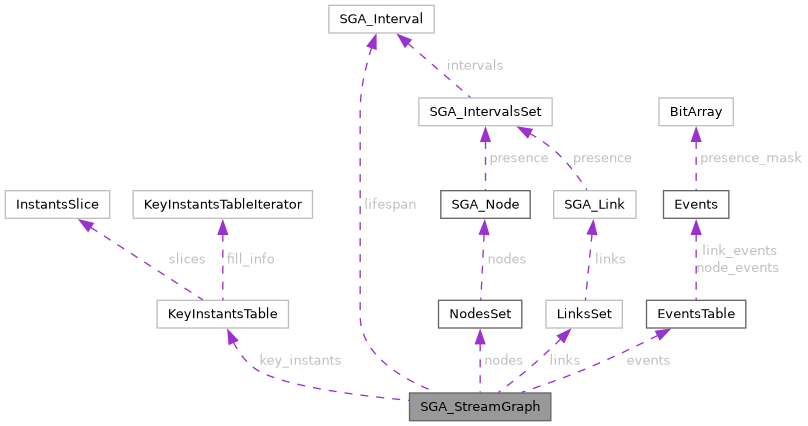 SGA_Interval
intervals
SGA_IntervalsSet
BitArray
presence
presence
presence_mask
InstantsSlice
KeyInstantsTableIterator
lifespan
SGA_Node
SGA_Link
Events
slices
fill_info
nodes
links
link_events
node_events
KeyInstantsTable
NodesSet
LinksSet
EventsTable
key_instants
nodes
links
events
SGA_StreamGraph